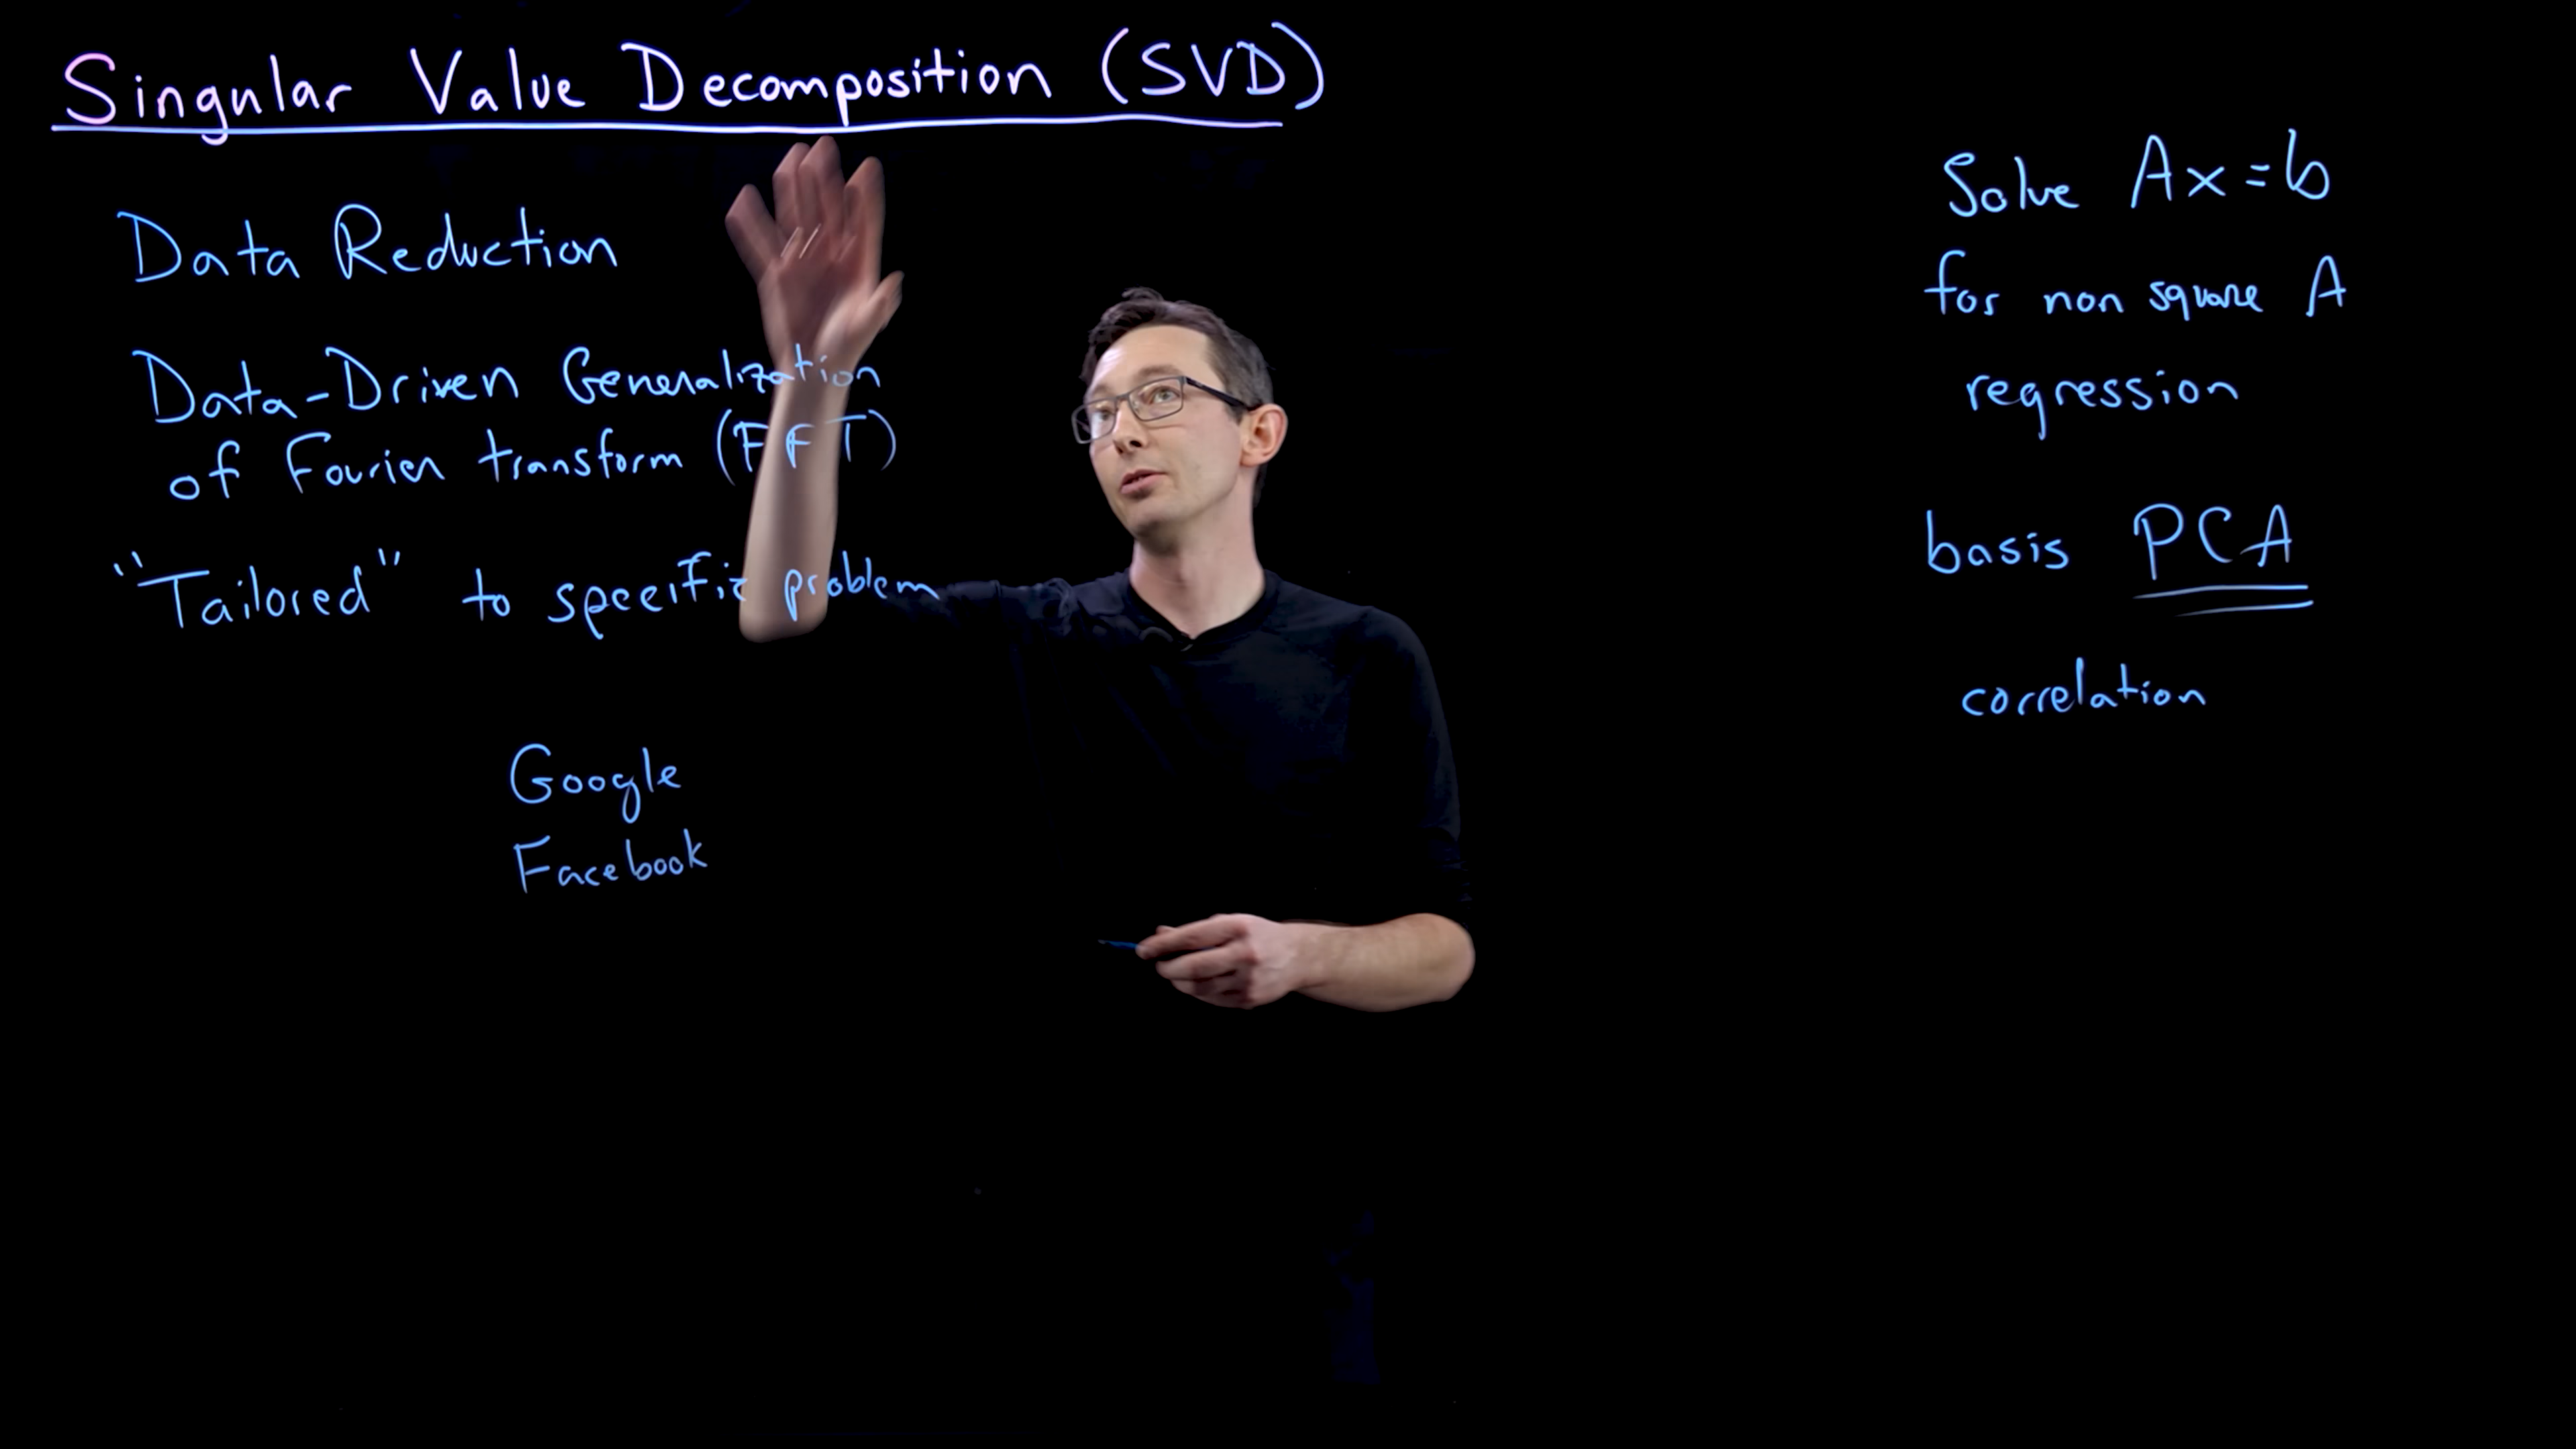 Singular Value Decomposition (SVD)
Data Reduction
Data-Driven Generalization
of Fourier transform (FFT)
"Tailored" to specific problem
Google
Facebook
Solve Ax=b
for non square A
regression
basis PCA
correlation